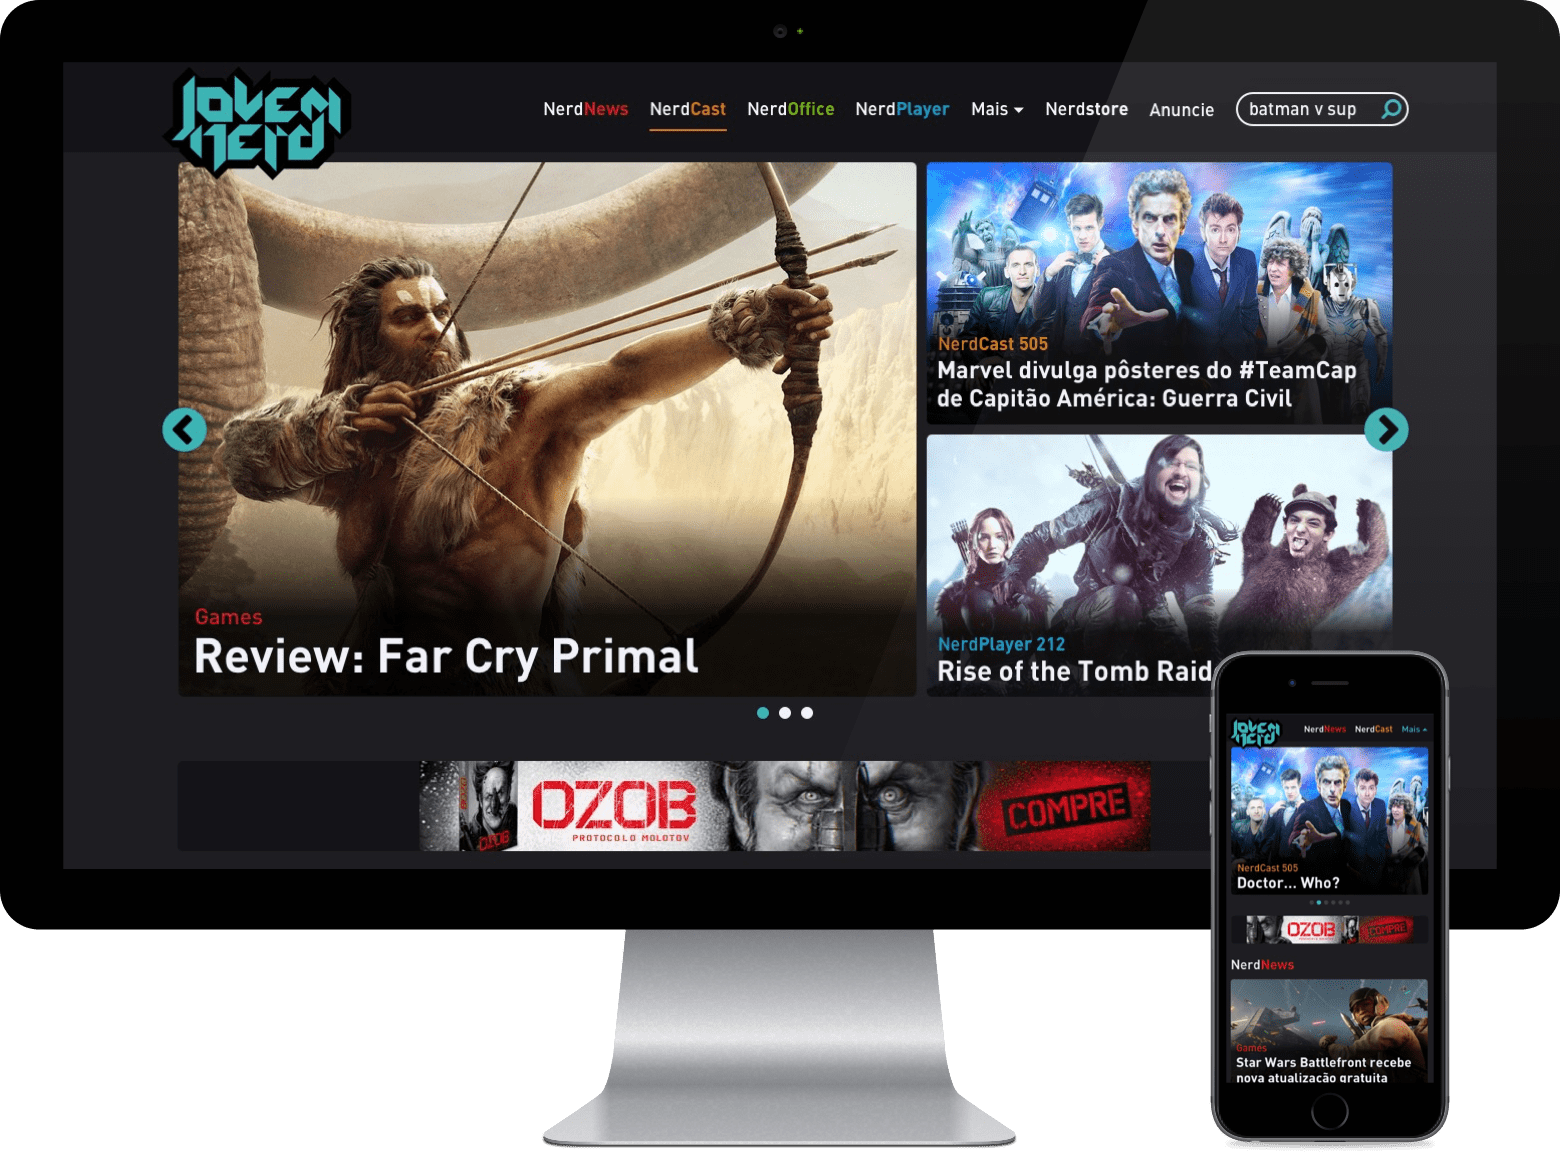 JOVEM
NERD
NerdNews NerdCast NerdOffice NerdPlayer Mais Nerdstore Anuncie batman v sup
Games
Review: Far Cry Primal
NerdCast 505
Marvel divulga pôsteres do #TeamCap
de Capitão América: Guerra Civil
NerdPlayer 212
Rise of the Tomb Raid
OZOB
OZOB
PROTOCOLO MOLOTOV
COMPRE
JOVEM
NERD
NerdNews NerdCast Mais
NerdCast 505
Doctor... Who?
OZOB
COMPRE
NerdNews
Games
Star Wars Battlefront recebe
nova atualização gratuita